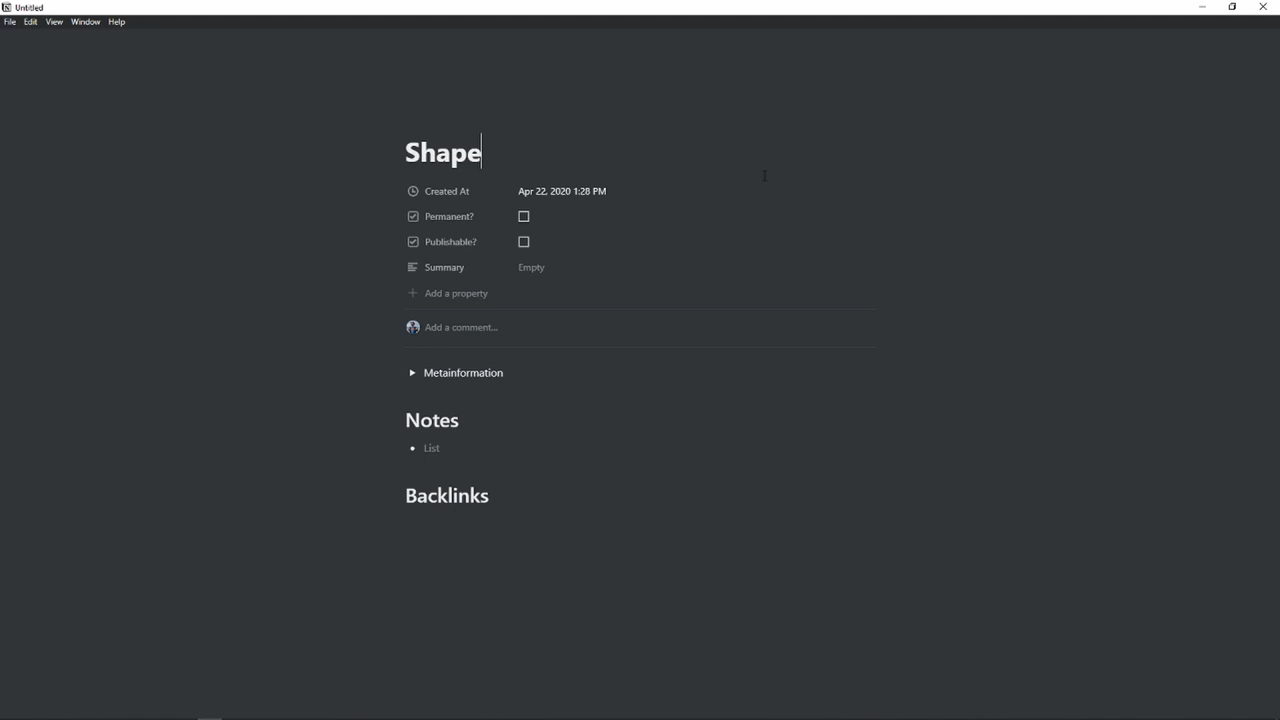 Untitled
File Edit View Window Help
Shape
Created At Apr 22, 2020 1:28 PM
Permanent?
Publishable?
Summary Empty
Add a property
Add a comment...
Metainformation
Notes
• List
Backlinks